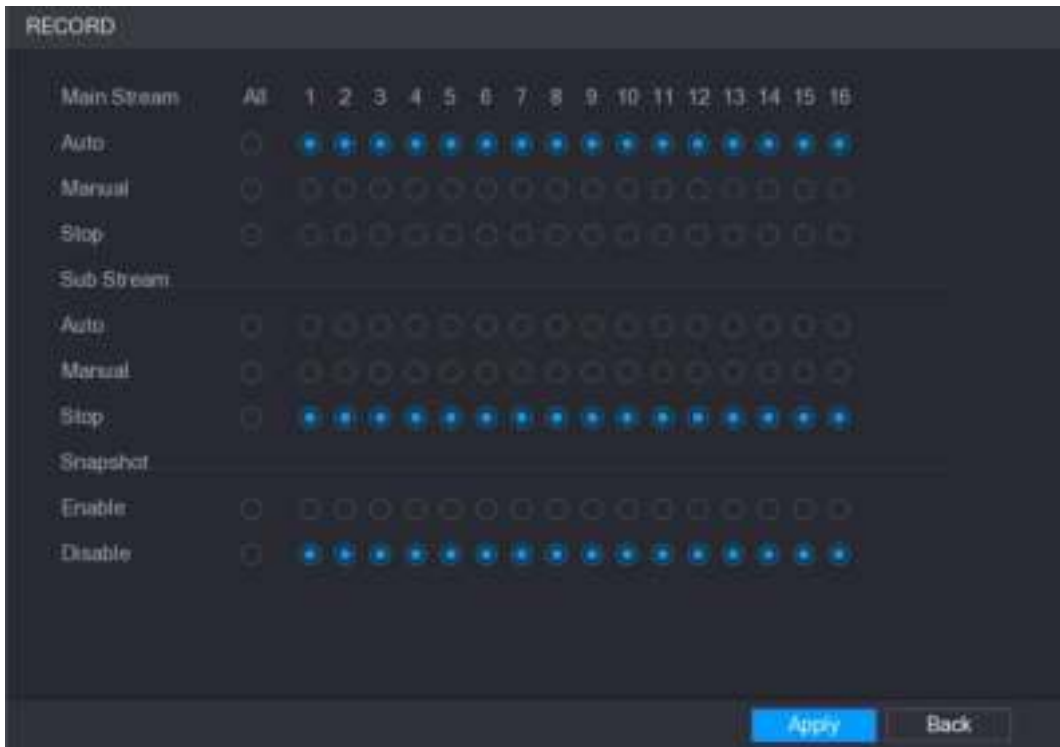 RECORD
Main Stream All 1 2 3 4 5 6 7 8 9 10 11 12 13 14 15 16
Auto
Manual
Stop
Sub Stream
Auto
Manual
Stop
Snapshot
Enable
Disable
Apply Back